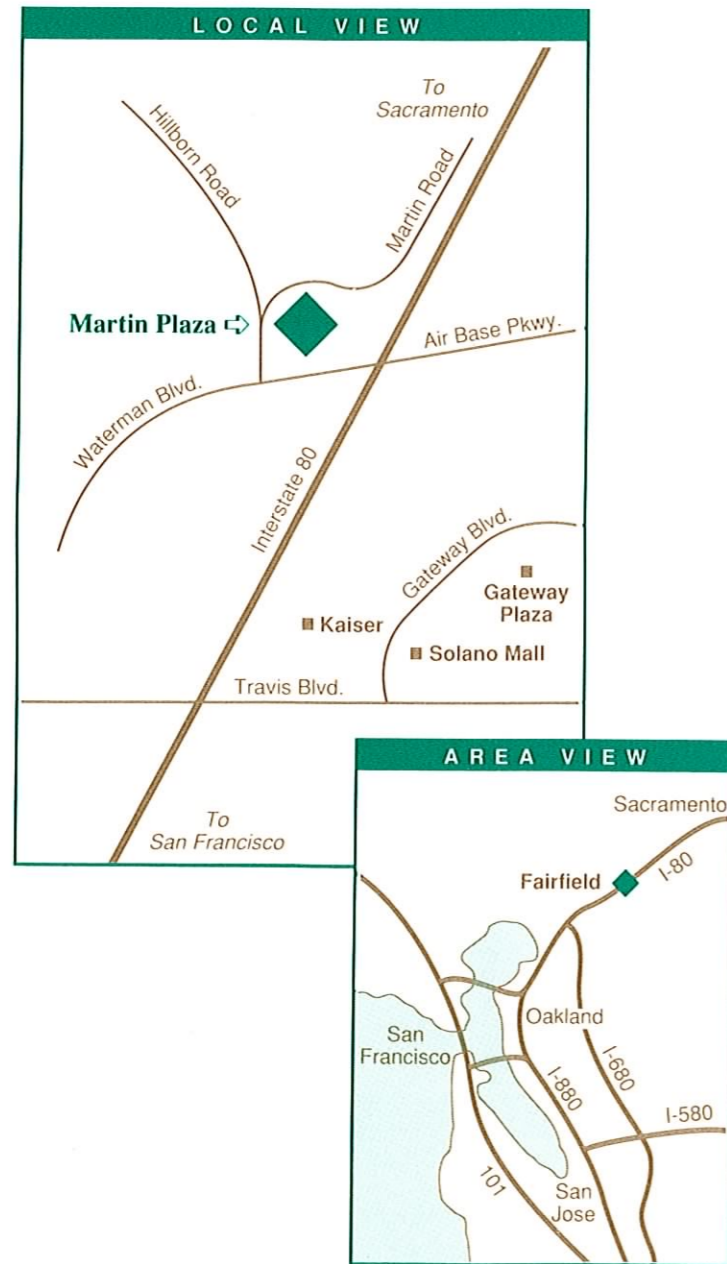 LOCAL VIEW
To
Sacramento
Hillborn Road
Martin Road
Martin Plaza
Air Base Pkwy.
Waterman Blvd.
Interstate 80
Gateway Blvd.
Gateway
Plaza
Kaiser
Solano Mall
Travis Blvd.
To
San Francisco
AREA VIEW
Sacramento
I-80
Fairfield
Oakland
San
Francisco
I-680
I-880
I-580
101
San
Jose